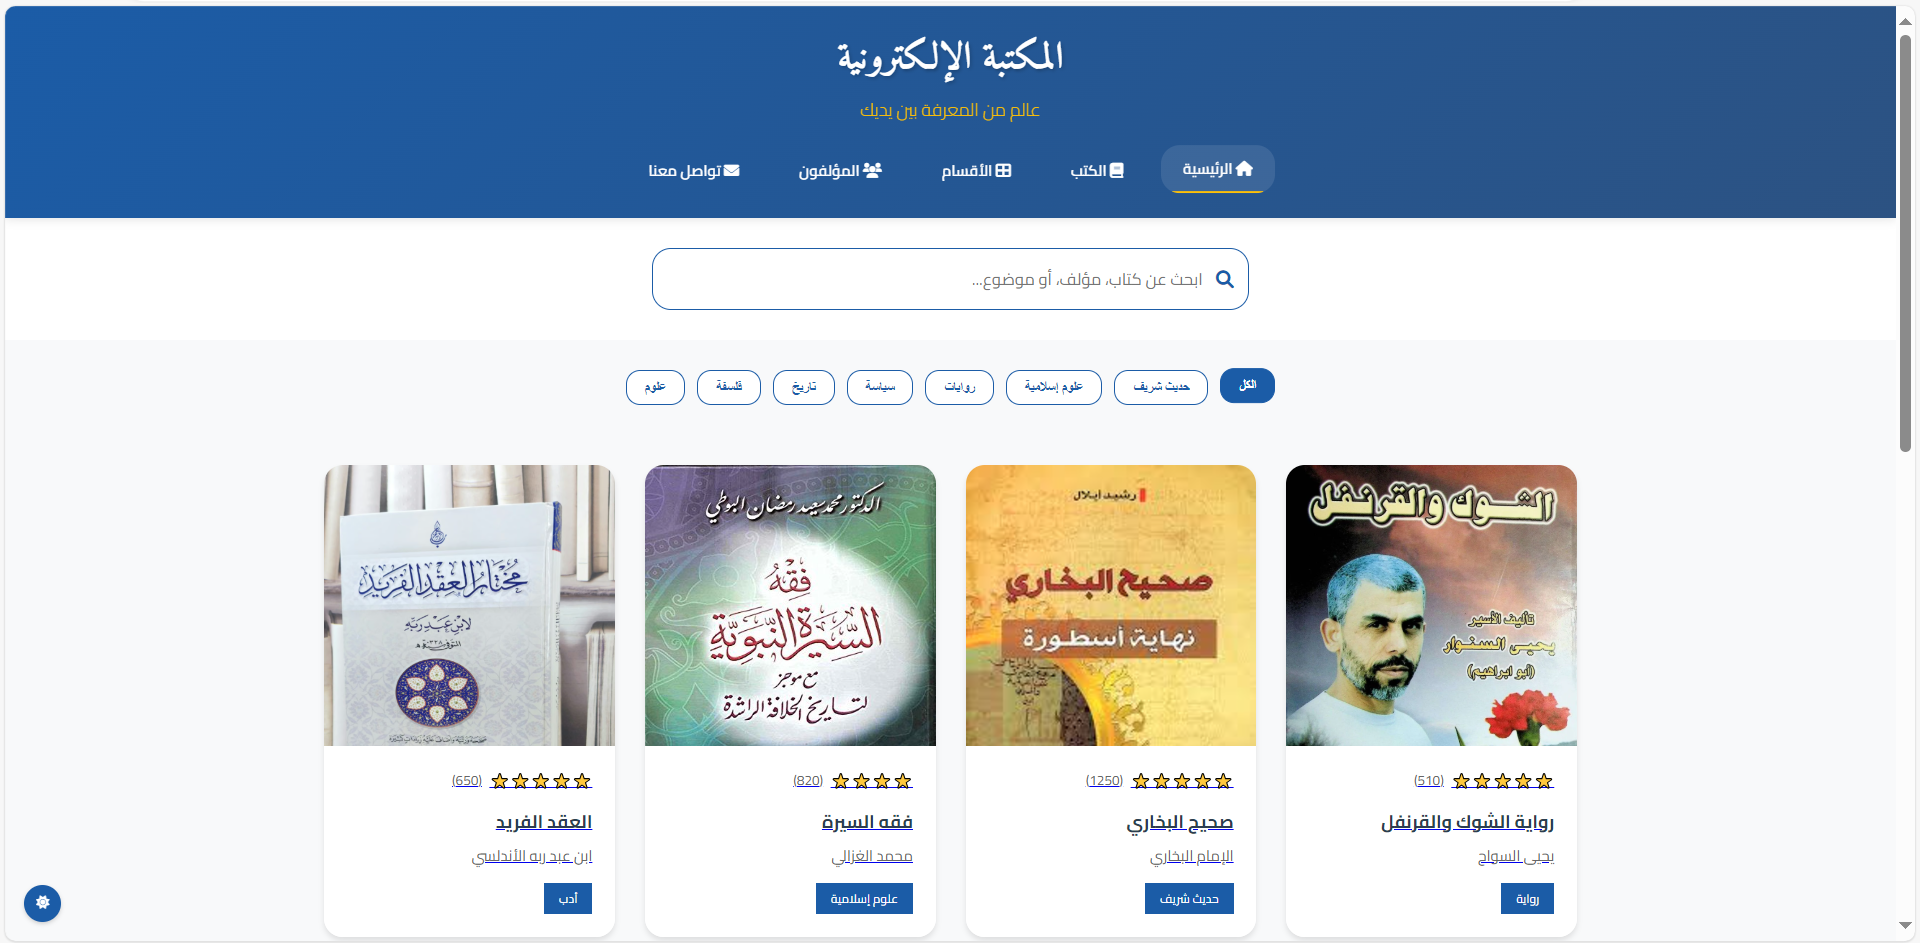 المكتبة الإلكترونية
عالم من المعرفة بين يديك
الرئيسية
الكتب
الأقسام
المؤلفون
تواصل معنا
ابحث عن كتاب، مؤلف، أو موضوع...
الكل
حديث شريف
علوم إسلامية
روايات
سياسة
تاريخ
فلسفة
علوم
الشوك والقرنفل
تأليف الأسير
يحيى السنوار
(أبو ابراهيم)
(510)
رواية الشوك والقرنفل
يحيى السواح
رواية
رشيد ايلال
صحيح البخاري
نهاية أسطورة
(1250)
صحيح البخاري
الإمام البخاري
حديث شريف
الدكتور محمد سعيد رمضان البوطي
فقه
السيرة النبوية
مع موجز
لتاريخ الخلافة الراشدة
(820)
فقه السيرة
محمد الغزالي
علوم إسلامية
مختار العقد الفريد
لابن عبد ربه
(650)
العقد الفريد
ابن عبد ربه الأندلسي
أدب